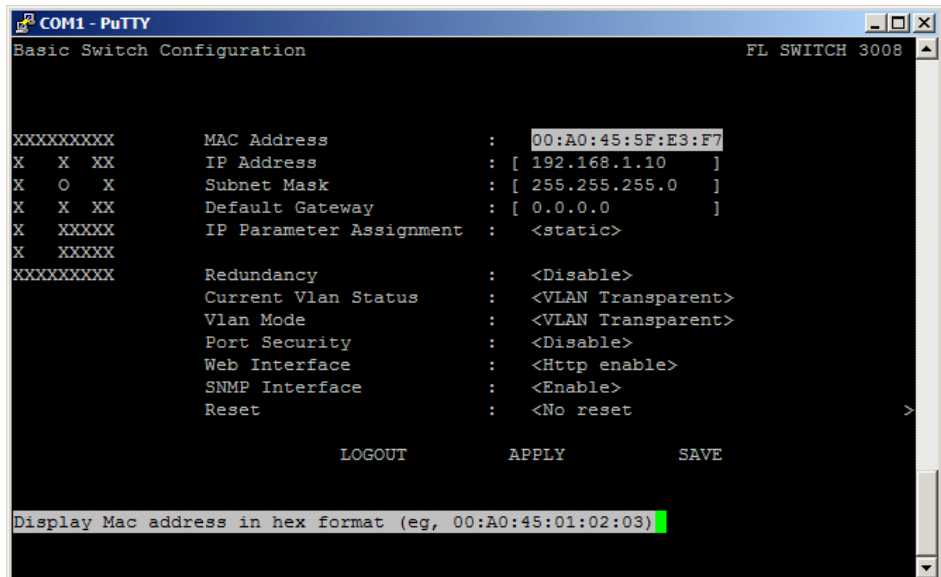 COM1 - PuTTY
Basic Switch Configuration FL SWITCH 3008
XXXXXXXXX MAC Address : 00:A0:45:5F:E3:F7
X X XX IP Address : [ 192.168.1.10 ]
X O X Subnet Mask : [ 255.255.255.0 ]
X X XX Default Gateway : [ 0.0.0.0 ]
X XXXXX IP Parameter Assignment : <static>
X XXXXX
XXXXXXXXX Redundancy : <Disable>
Current Vlan Status : <VLAN Transparent>
Vlan Mode : <VLAN Transparent>
Port Security : <Disable>
Web Interface : <Http enable>
SNMP Interface : <Enable>
Reset : <No reset >
LOGOUT APPLY SAVE
Display Mac address in hex format (eg, 00:A0:45:01:02:03)